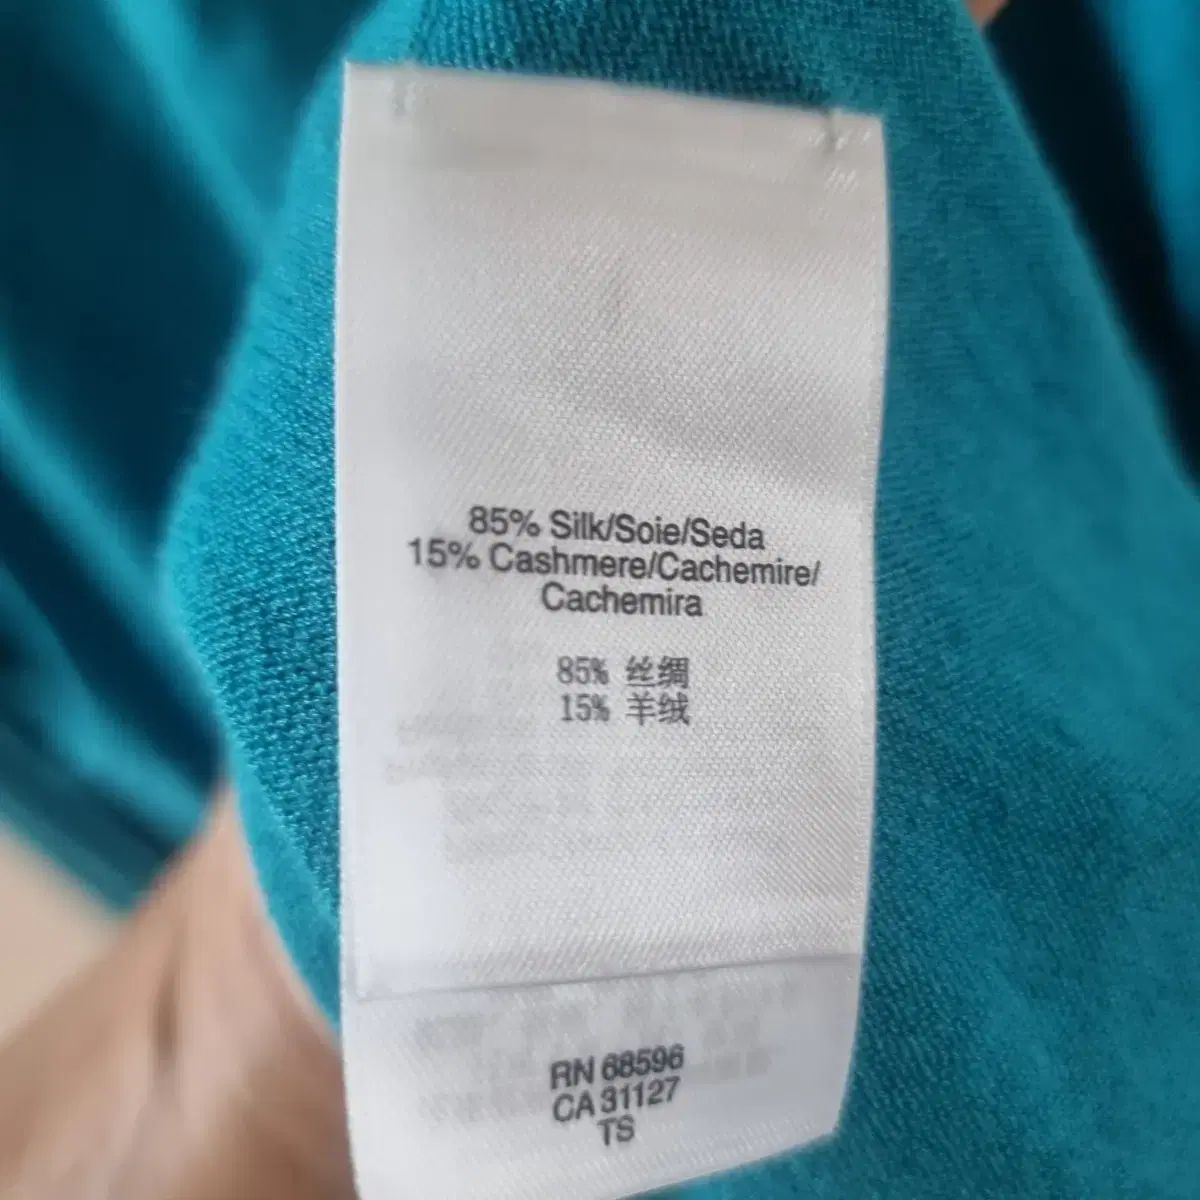 85% Silk/Soie/Seda
15% Cashmere/Cachemire/
Cachemira
85% 丝绸
15% 羊绒
RN 68596
CA 31127
TS